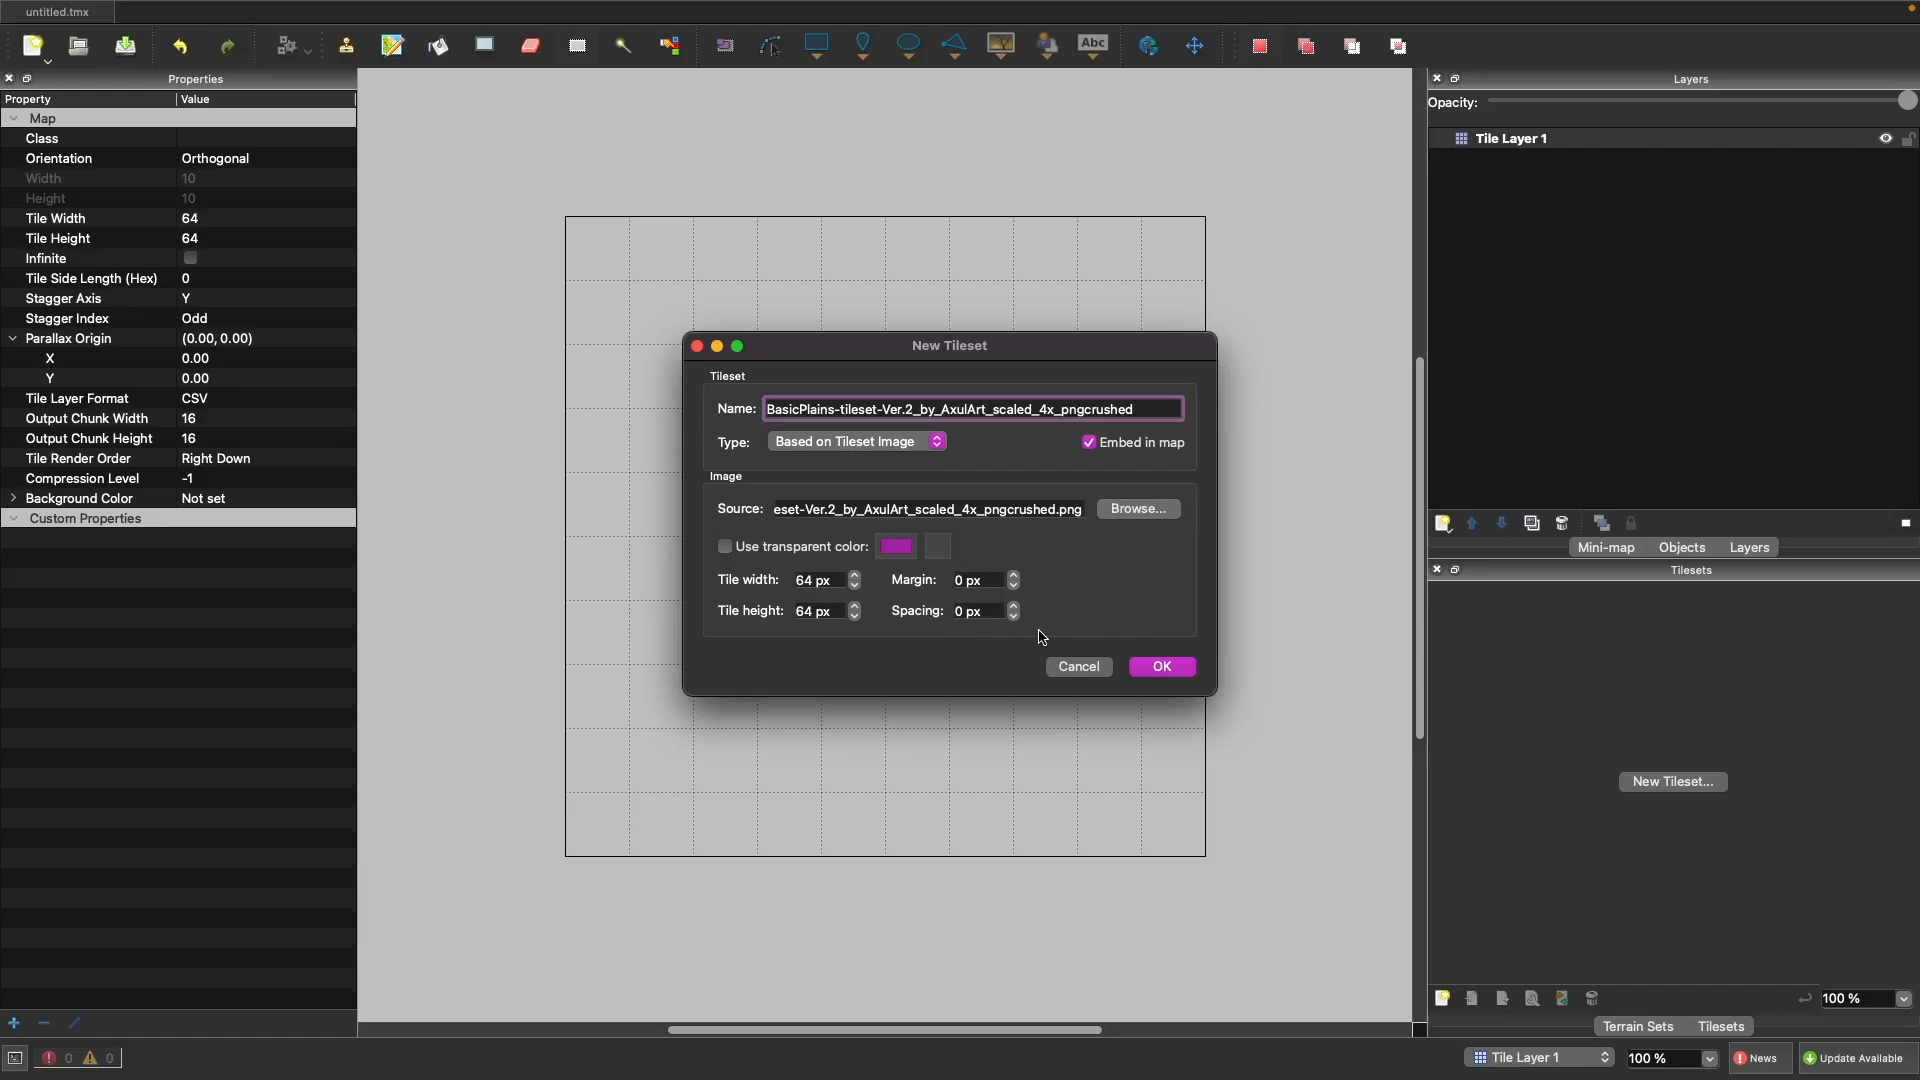 untitled.tmx
Abc
Properties
Property Value
Map
Class
Orientation Orthogonal
Width 10
Height 10
Tile Width 64
Tile Height 64
Infinite
Tile Side Length (Hex) 0
Stagger Axis Y
Stagger Index Odd
Parallax Origin (0.00, 0.00)
X 0.00
Y 0.00
Tile Layer Format CSV
Output Chunk Width 16
Output Chunk Height 16
Tile Render Order Right Down
Compression Level -1
Background Color Not set
Custom Properties
New Tileset
Tileset
Name: BasicPlains-tileset-Ver.2_by_AxulArt_scaled_4x_pngcrushed
Type: Based on Tileset Image Embed in map
Image
Source: eset-Ver.2_by_AxulArt_scaled_4x_pngcrushed.png Browse...
Use transparent color:
Tile width: 64 px Margin: 0 px
Tile height: 64 px Spacing: 0 px
Cancel OK
Layers
Opacity:
Tile Layer 1
Mini-map Objects Layers
Tilesets
New Tileset...
100 %
Terrain Sets Tilesets
0 0
Tile Layer 1 100 % News Update Available